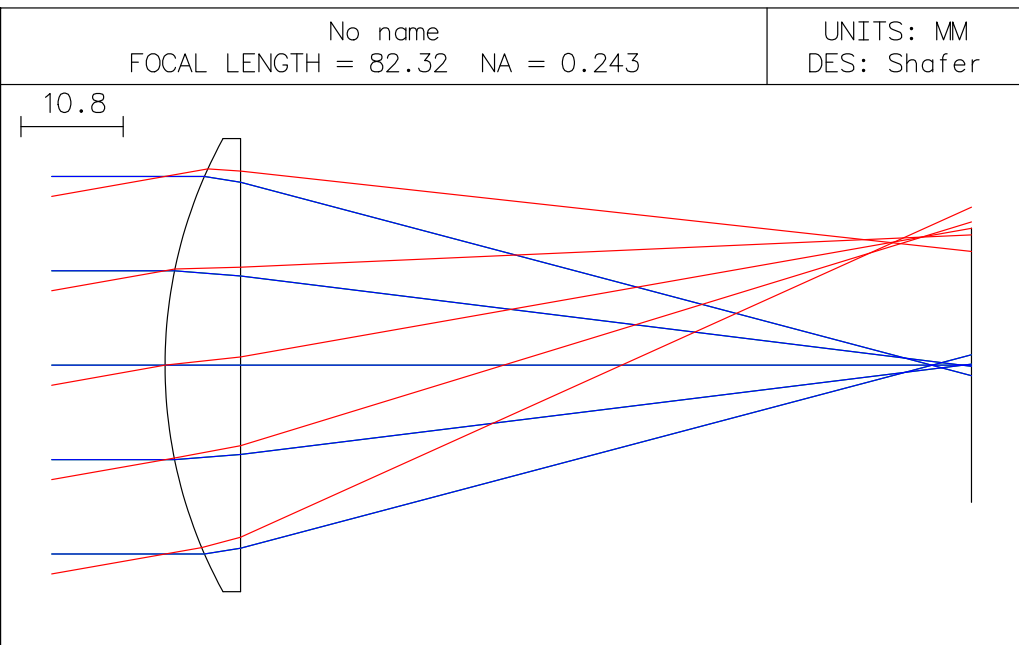 No name
FOCAL LENGTH = 82.32 NA = 0.243
UNITS: MM
DES: Shafer
10.8